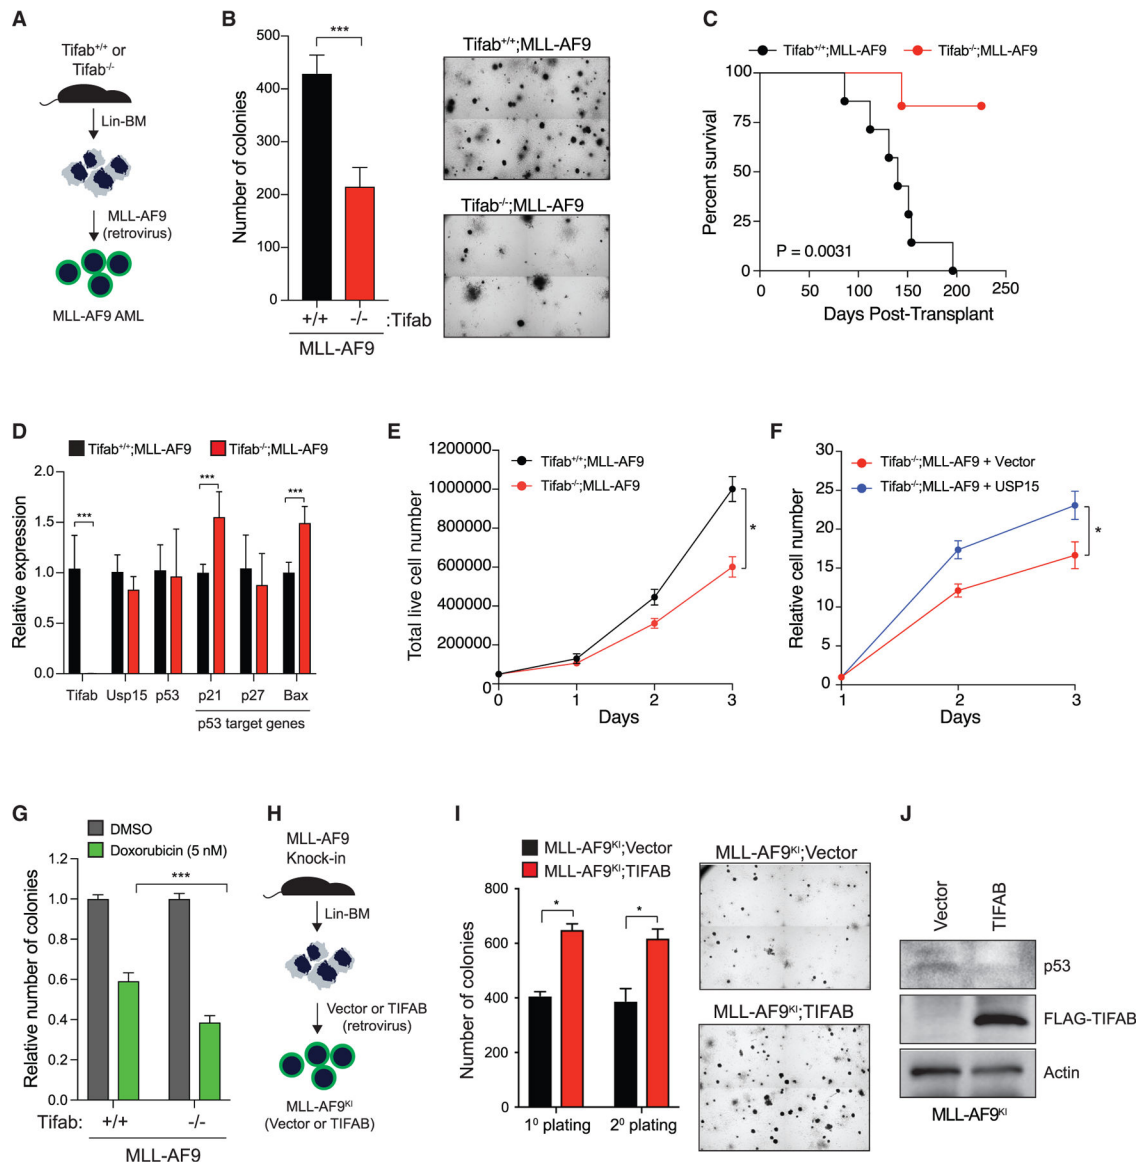 A
Tifab+/+ or
Tifab-/-
Lin-BM
MLL-AF9
(retrovirus)
MLL-AF9 AML
B
***
500
400
300
200
400
200
0
Number of colonies
+/+ -/- :Tifab
MLL-AF9
Tifab+/+;MLL-AF9
Tifab-/-;MLL-AF9
C
Tifab+/+;MLL-AF9 Tifab-/-;MLL-AF9
100
75
50
25
0
Percent survival
P = 0.0031
0 50 100 150 200 250
Days Post-Transplant
D
Tifab+/+;MLL-AF9 Tifab-/-;MLL-AF9
2.0
1.5
1.0
0.5
0.0
Relative expression
*** *** ***
Tifab Usp15 p53 p21 p27 Bax
p53 target genes
E
Tifab+/+;MLL-AF9
Tifab-/-;MLL-AF9
1200000
1000000
800000
600000
400000
200000
0
Total live cell number
*
0 1 2 3
Days
F
Tifab-/-;MLL-AF9 + Vector
Tifab-/-;MLL-AF9 + USP15
30
25
20
15
10
5
0
Relative cell number
*
1 2 3
Days
G
DMSO
Doxorubicin (5 nM)
1.2
1.0
0.8
0.6
0.4
0.2
0.0
Relative number of colonies
***
Tifab: +/+ -/-
MLL-AF9
H
MLL-AF9
Knock-in
Lin-BM
Vector or TIFAB
(retrovirus)
MLL-AF9KI
(Vector or TIFAB)
I
MLL-AF9KI;Vector
MLL-AF9KI;TIFAB
800
600
400
200
0
Number of colonies
* *
1⁰ plating 2⁰ plating
MLL-AF9KI;Vector
MLL-AF9KI;TIFAB
J
Vector
TIFAB
p53
FLAG-TIFAB
Actin
MLL-AF9KI